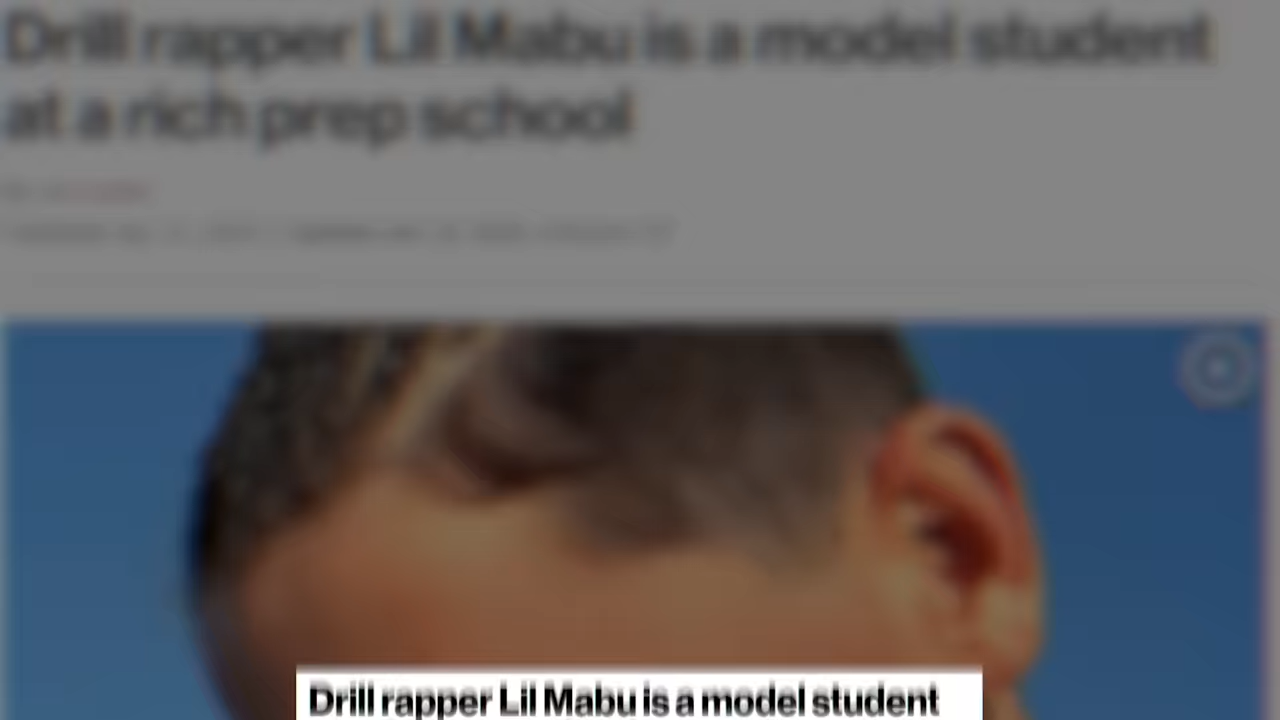 Drill rapper Lil Mabu is a model student
at a rich prep school
Drill rapper Lil Mabu is a model student